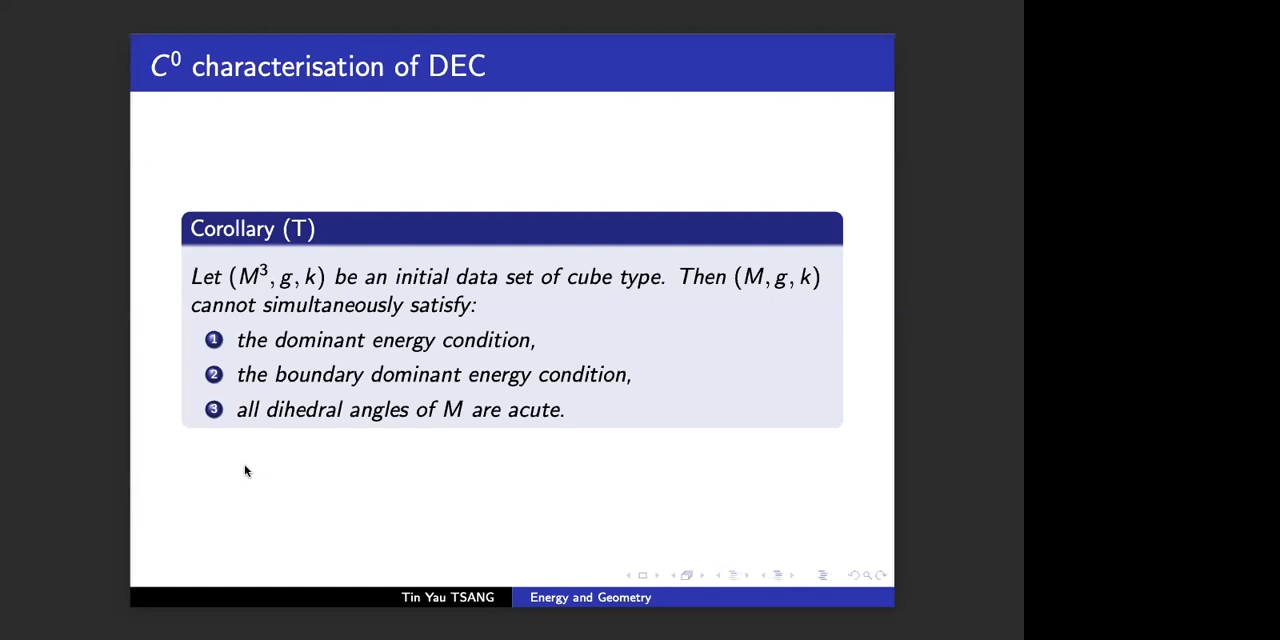 C⁰ characterisation of DEC
Corollary (T)
Let (M³, g, k) be an initial data set of cube type. Then (M, g, k)
cannot simultaneously satisfy:
1 the dominant energy condition,
2 the boundary dominant energy condition,
3 all dihedral angles of M are acute.
Tin Yau TSANG
Energy and Geometry